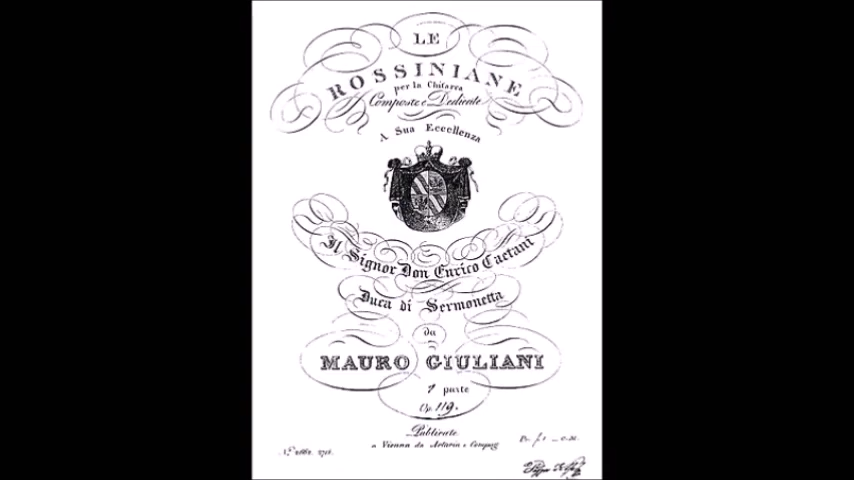 LE
ROSSINIANE
per la Chitarra
Composte e Dedicate
A Sua Eccellenza
Il Signor Don Enrico Caetani
Duca di Sermonetta
da
MAURO GIULIANI
1 parte
Op. 119.
Publicate
a Vienna da Artaria e Compag